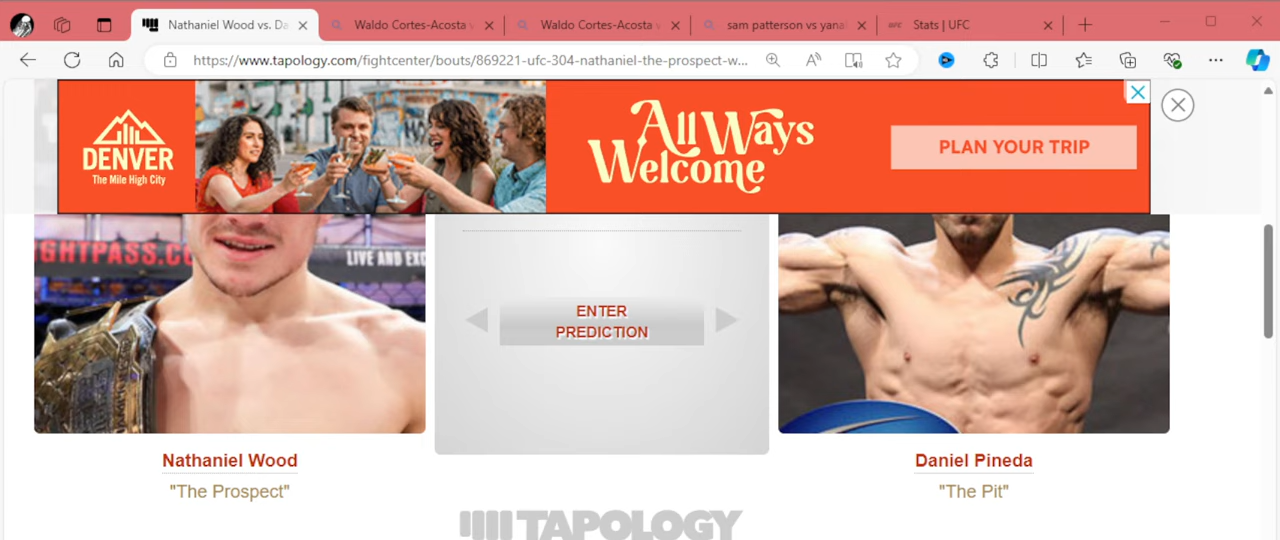 Nathaniel Wood vs. Da
Waldo Cortes-Acosta v
Waldo Cortes-Acosta v
sam patterson vs yanal
Stats | UFC
https://www.tapology.com/fightcenter/bouts/869221-ufc-304-nathaniel-the-prospect-w...
DENVER
The Mile High City
All Ways
Welcome
PLAN YOUR TRIP
LIVE AND EXC
ENTER
PREDICTION
Nathaniel Wood
Daniel Pineda
"The Prospect"
"The Pit"
TAPOLOGY